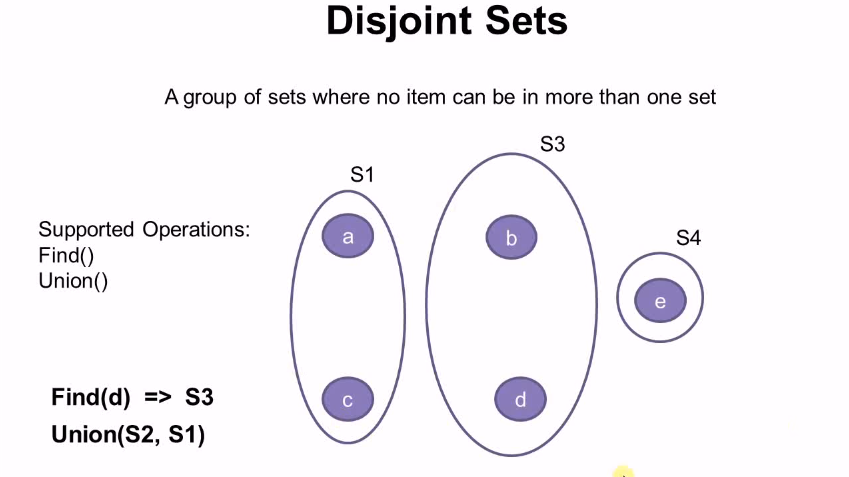 Disjoint Sets
A group of sets where no item can be in more than one set
S3
S1
Supported Operations:
Find()
Union()
a
b
S4
e
Find(d) => S3
c
d
Union(S2, S1)